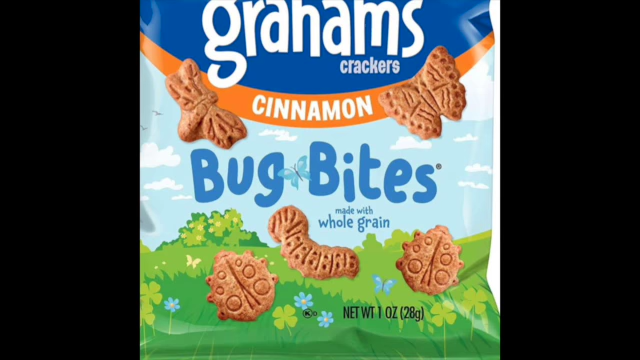 grahams
crackers
CINNAMON
Bug Bites®
made with
whole grain
NET WT 1 OZ (28g)